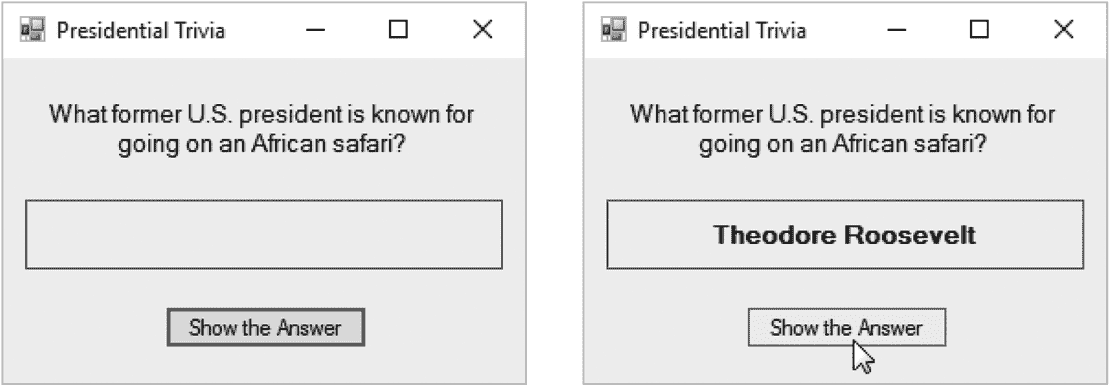 Presidential Trivia
What former U.S. president is known for
going on an African safari?
Show the Answer
Presidential Trivia
What former U.S. president is known for
going on an African safari?
Theodore Roosevelt
Show the Answer